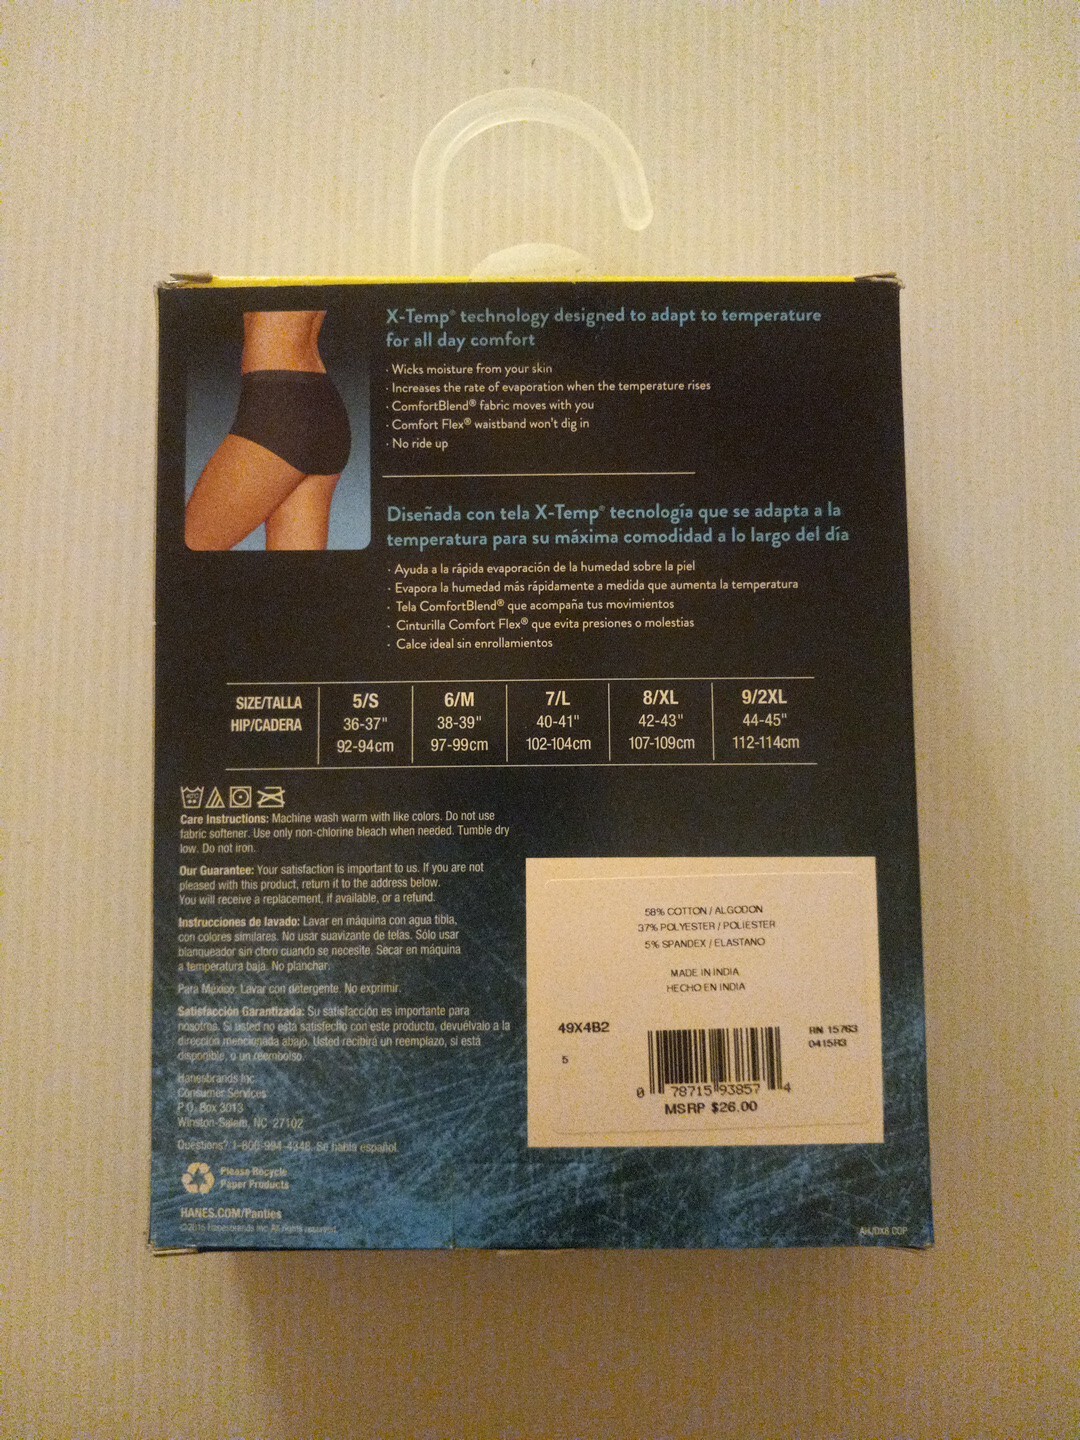 X-Temp® technology designed to adapt to temperature
for all day comfort
· Wicks moisture from your skin
· Increases the rate of evaporation when the temperature rises
· ComfortBlend® fabric moves with you
· Comfort Flex® waistband won't dig in
· No ride up
Diseñada con tela X-Temp® tecnología que se adapta a la
temperatura para su máxima comodidad a lo largo del día
· Ayuda a la rápida evaporación de la humedad sobre la piel
· Evapora la humedad más rápidamente a medida que aumenta la temperatura
· Tela ComfortBlend® que acompaña tus movimientos
· Cinturilla Comfort Flex® que evita presiones o molestias
· Calce ideal sin enrollamientos
SIZE/TALLA 5/S 6/M 7/L 8/XL 9/2XL
HIP/CADERA 36-37" 38-39" 40-41" 42-43" 44-45"
92-94cm 97-99cm 102-104cm 107-109cm 112-114cm
Care Instructions: Machine wash warm with like colors. Do not use
fabric softener. Use only non-chlorine bleach when needed. Tumble dry
low. Do not iron.
Our Guarantee: Your satisfaction is important to us. If you are not
pleased with this product, return it to the address below.
You will receive a replacement, if available, or a refund.
Instrucciones de lavado: Lavar en máquina con agua tibia,
con colores similares. No usar suavizante de telas. Sólo usar
blanqueador sin cloro cuando se necesite. Secar en máquina
a temperatura baja. No planchar.
Para México: Lavar con detergente. No exprimir.
Satisfacción Garantizada: Su satisfacción es importante para
nosotros. Si usted no está satisfecho con este producto, devuélvalo a la
dirección mencionada abajo. Usted recibirá un reemplazo, si está
disponible, o un reembolso.
Hanesbrands Inc.
Consumer Services
P.O. Box 3013
Winston-Salem, NC 27102
Questions? 1-800-994-4348. Se habla español.
Please Recycle
Paper Products
HANES.COM/Panties
©2015 Hanesbrands Inc. All rights reserved.
58% COTTON / ALGODON
37% POLYESTER / POLIESTER
5% SPANDEX / ELASTANO
MADE IN INDIA
HECHO EN INDIA
49X4B2
5
RN 15763
0415R3
0 78715 93857 4
MSRP $26.00